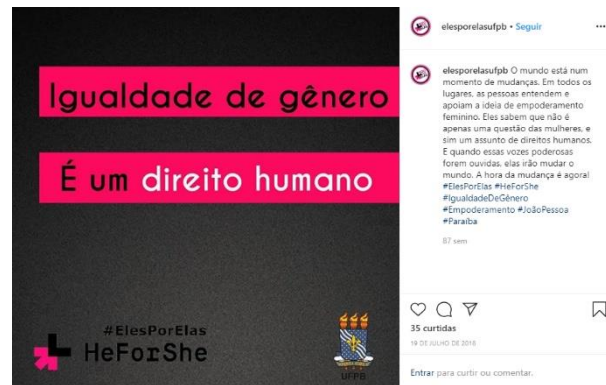 Igualdade de gênero
É um direito humano
#ElesPorElas
HeForShe
UFPB
elesporelasufpb • Seguir
elesporelasufpb O mundo está num
momento de mudanças. Em todos os
lugares, as pessoas entendem e
apoiam a ideia de empoderamento
feminino. Eles sabem que não é
apenas uma questão das mulheres, e
sim um assunto de direitos humanos.
E quando essas vozes poderosas
forem ouvidas, elas irão mudar o
mundo. A hora da mudança é agora!
#ElesPorElas #HeForShe
#IgualdadeDeGênero
#Empoderamento #JoãoPessoa
#Paraíba
87 sem
35 curtidas
19 DE JULHO DE 2018
Entrar para curtir ou comentar.